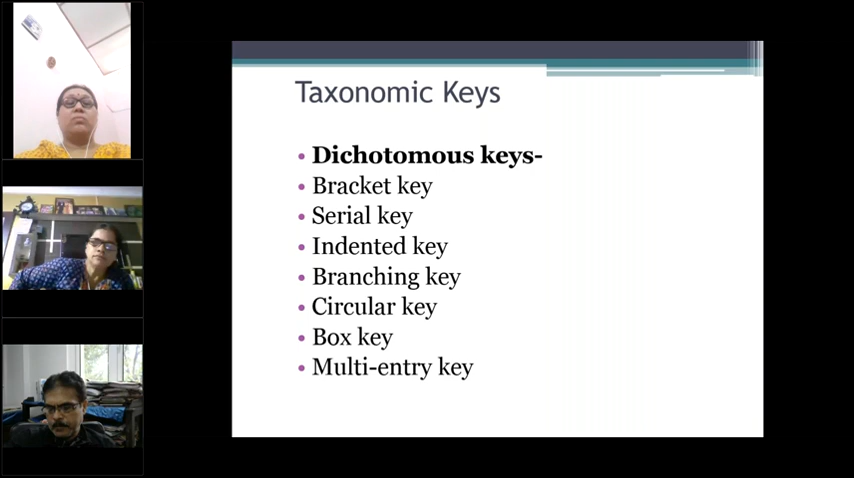 Taxonomic Keys
• Dichotomous keys-
• Bracket key
• Serial key
• Indented key
• Branching key
• Circular key
• Box key
• Multi-entry key